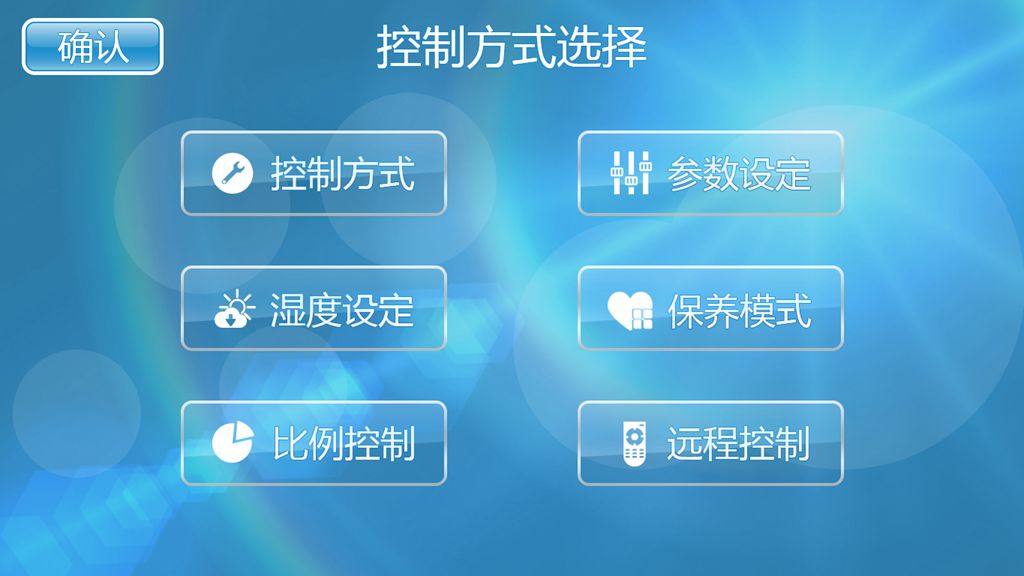 确认
控制方式选择
控制方式
参数设定
湿度设定
保养模式
比例控制
远程控制